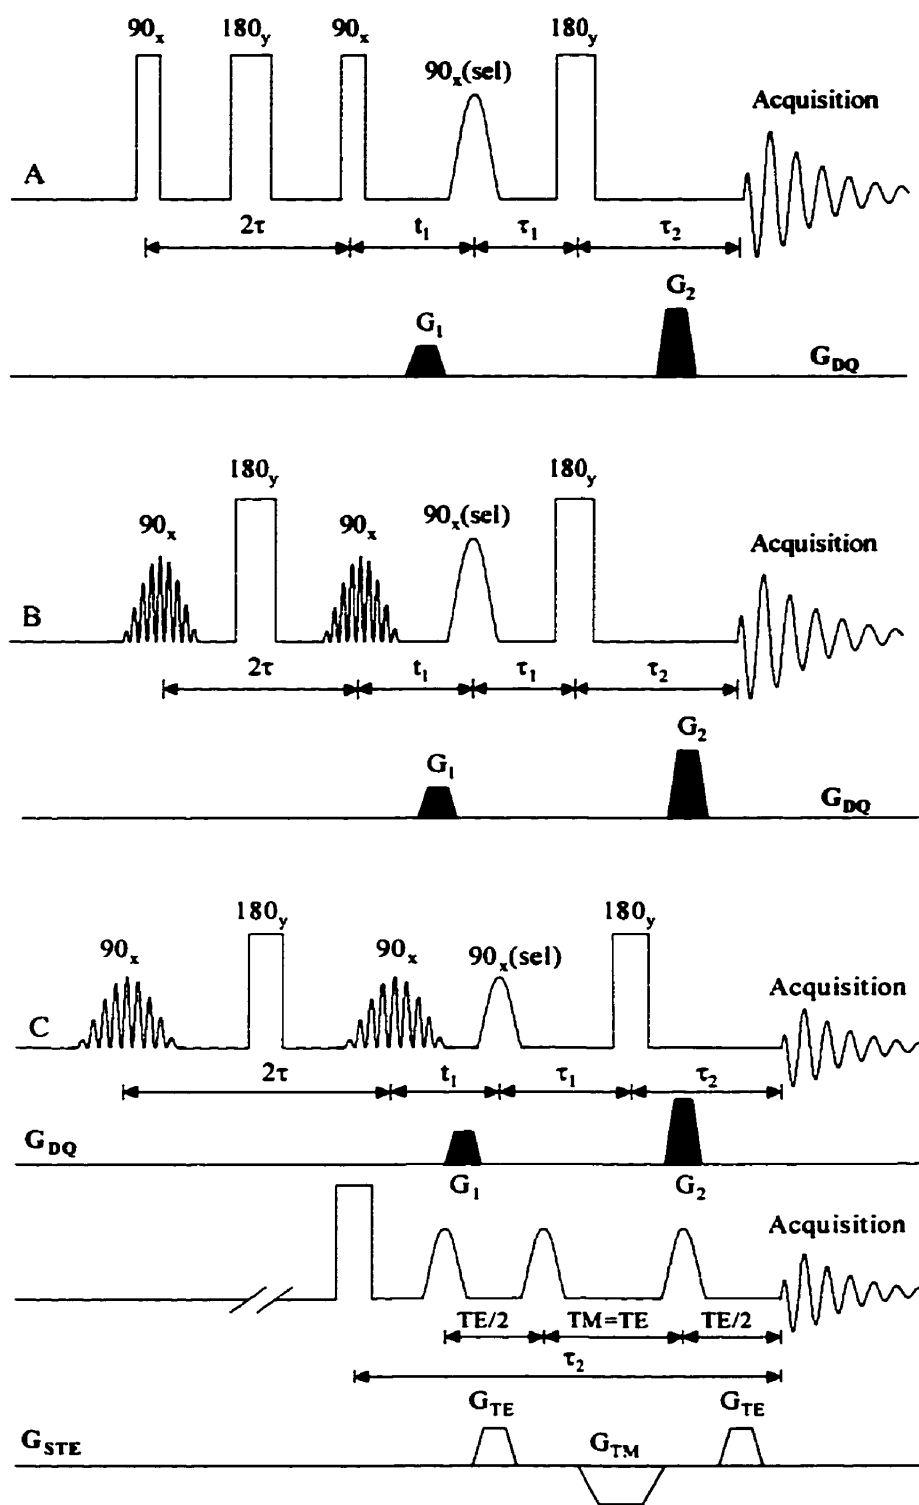 90x 180y 90x 180y
90x(sel)
Acquisition
A
2τ t1 τ1 τ2
G1 G2
GDQ
180y 180y
90x 90x 90x(sel)
Acquisition
B
2τ t1 τ1 τ2
G1 G2
GDQ
180y 180y
90x 90x 90x(sel)
Acquisition
C
2τ t1 τ1 τ2
GDQ
G1 G2
Acquisition
TE/2 TM=TE TE/2
τ2
GTE GTE
GSTE GTM